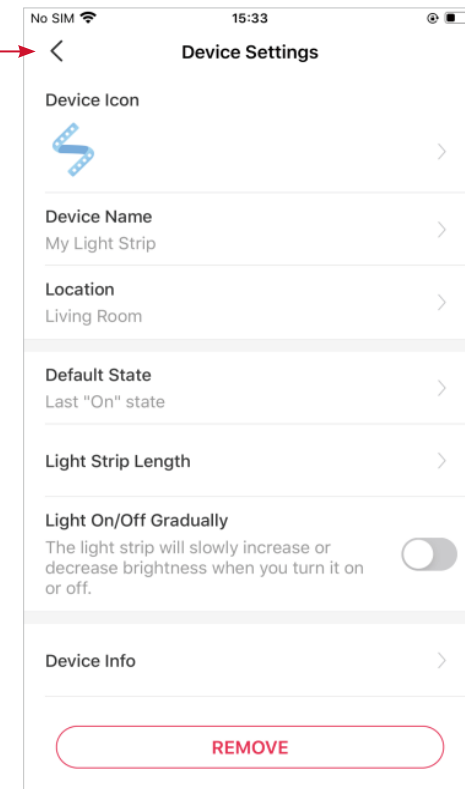 No SIM 15:33
Device Settings
Device Icon
Device Name
My Light Strip
Location
Living Room
Default State
Last "On" state
Light Strip Length
Light On/Off Gradually
The light strip will slowly increase or
decrease brightness when you turn it on
or off.
Device Info
REMOVE